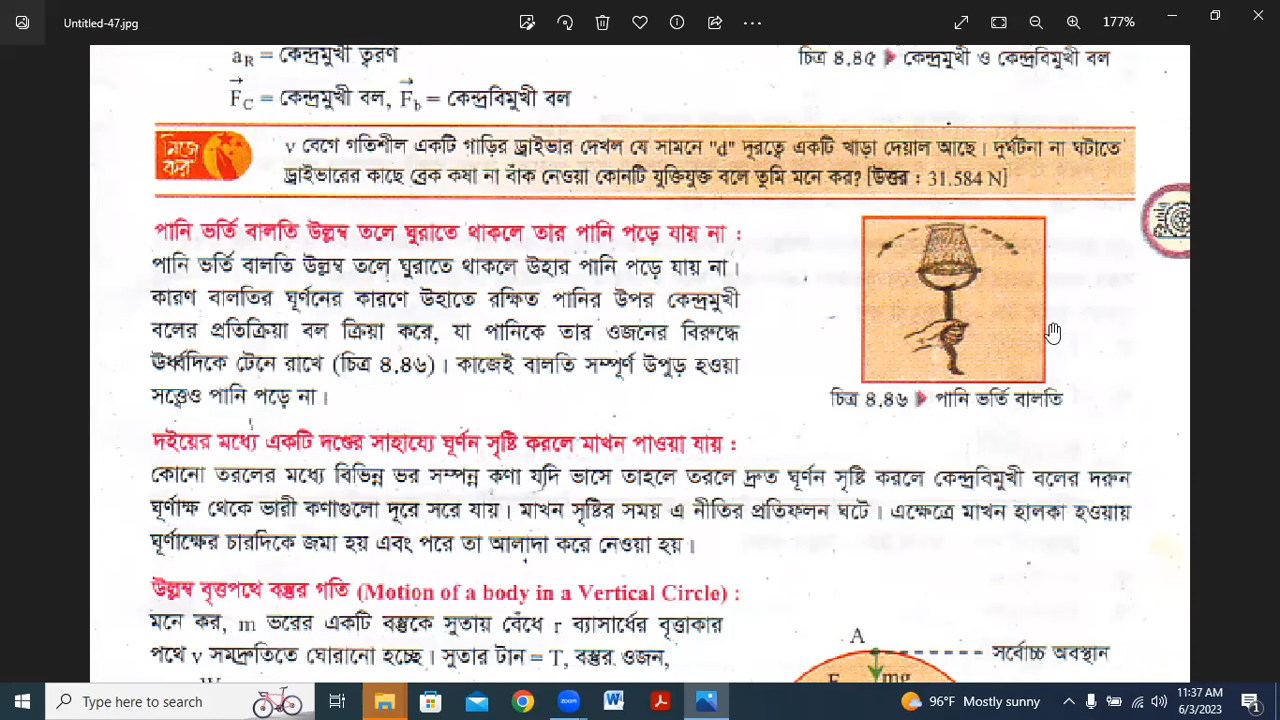 Untitled-47.jpg
177%
a_R = কেন্দ্রমুখী ত্বরণ
চিত্র ৪.৪৫ ▶ কেন্দ্রমুখী ও কেন্দ্রবিমুখী বল
F⃗_C = কেন্দ্রমুখী বল, F⃗_b = কেন্দ্রবিমুখী বল
নিজে
কর
v বেগে গতিশীল একটি গাড়ির ড্রাইভার দেখল যে সামনে "d" দূরত্বে একটি খাড়া দেয়াল আছে। দুর্ঘটনা না ঘটাতে
ড্রাইভারের কাছে ব্রেক কষা না বাঁক নেওয়া কোনটি যুক্তিযুক্ত বলে তুমি মনে কর? [উত্তর : 31.584 N]
পানি ভর্তি বালতি উল্লম্ব তলে ঘুরাতে থাকলে তার পানি পড়ে যায় না :
পানি ভর্তি বালতি উল্লম্ব তলে ঘুরাতে থাকলে উহার পানি পড়ে যায় না।
কারণ বালতির ঘূর্ণনের কারণে উহাতে রক্ষিত পানির উপর কেন্দ্রমুখী
বলের প্রতিক্রিয়া বল ক্রিয়া করে, যা পানিকে তার ওজনের বিরুদ্ধে
ঊর্ধ্বদিকে টেনে রাখে (চিত্র ৪.৪৬)। কাজেই বালতি সম্পূর্ণ উপুড় হওয়া
সত্ত্বেও পানি পড়ে না।
চিত্র ৪.৪৬ ▶ পানি ভর্তি বালতি
দইয়ের মধ্যে একটি দণ্ডের সাহায্যে ঘূর্ণন সৃষ্টি করলে মাখন পাওয়া যায় :
কোনো তরলের মধ্যে বিভিন্ন ভর সম্পন্ন কণা যদি ভাসে তাহলে তরলে দ্রুত ঘূর্ণন সৃষ্টি করলে কেন্দ্রবিমুখী বলের দরুন
ঘূর্ণাক্ষ থেকে ভারী কণাগুলো দূরে সরে যায়। মাখন সৃষ্টির সময় এ নীতির প্রতিফলন ঘটে। এক্ষেত্রে মাখন হালকা হওয়ায়
ঘূর্ণাক্ষের চারদিকে জমা হয় এবং পরে তা আলাদা করে নেওয়া হয়।
উল্লম্ব বৃত্তপথে বস্তুর গতি (Motion of a body in a Vertical Circle) :
মনে কর, m ভরের একটি বস্তুকে সুতায় বেঁধে r ব্যাসার্ধের বৃত্তাকার
পথে v সমদ্রুতিতে ঘোরানো হচ্ছে। সুতার টান = T, বস্তুর ওজন,
A
সর্বোচ্চ অবস্থান
mg
Type here to search
96°F Mostly sunny
11:37 AM
6/3/2023